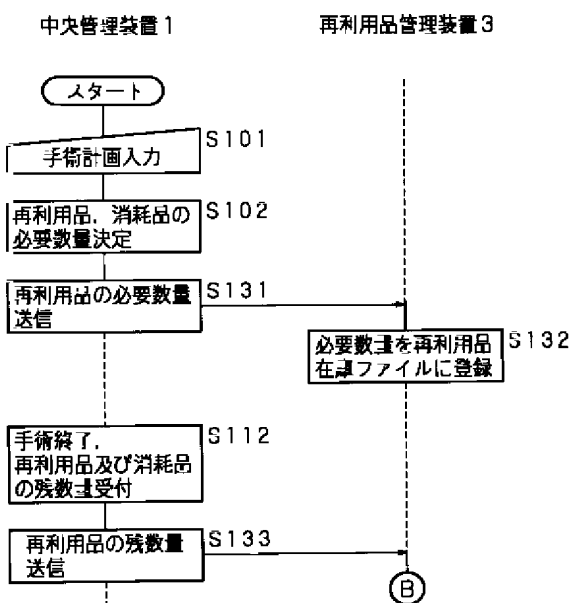 中央管理装置1
再利用品管理装置3
スタート
手術計画入力
S101
再利用品,消耗品の
必要数量決定
S102
再利用品の必要数量
送信
S131
必要数量を再利用品
在庫ファイルに登録
S132
手術終了,
再利用品及び消耗品
の残数量受付
S112
再利用品の残数量
送信
S133
B